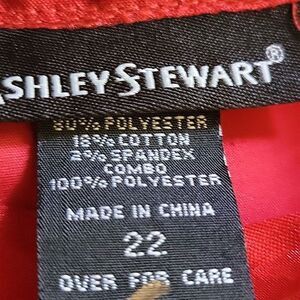 ASHLEY STEWART®
80% POLYESTER
18% COTTON
2% SPANDEX
COMBO
100% POLYESTER
MADE IN CHINA
22
OVER FOR CARE